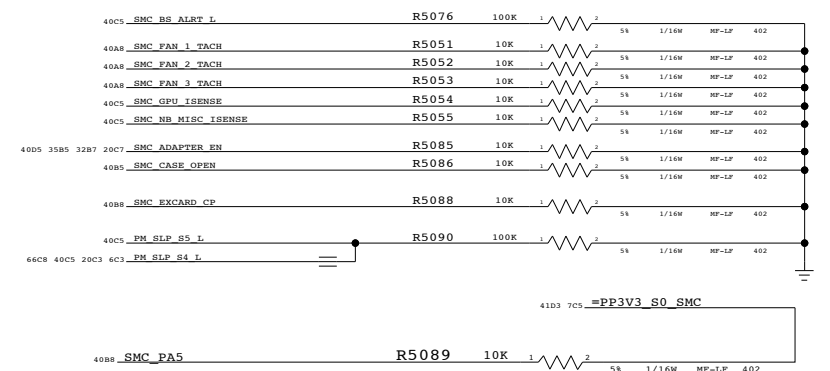 40C5 SMC_BS_ALRT_L R5076 100K 1 2
5% 1/16W MF-LF 402
40A8 SMC_FAN_1_TACH R5051 10K 1 2
5% 1/16W MF-LF 402
40A8 SMC_FAN_2_TACH R5052 10K 1 2
5% 1/16W MF-LF 402
40A8 SMC_FAN_3_TACH R5053 10K 1 2
5% 1/16W MF-LF 402
40C5 SMC_GPU_ISENSE R5054 10K 1 2
5% 1/16W MF-LF 402
40C5 SMC_NB_MISC_ISENSE R5055 10K 1 2
5% 1/16W MF-LF 402
40D5 35B5 32B7 20C7 SMC_ADAPTER_EN R5085 10K 1 2
5% 1/16W MF-LF 402
40B5 SMC_CASE_OPEN R5086 10K 1 2
5% 1/16W MF-LF 402
40B8 SMC_EXCARD_CP R5088 10K 1 2
5% 1/16W MF-LF 402
40C5 PM_SLP_S5_L R5090 100K 1 2
5% 1/16W MF-LF 402
66C8 40C5 20C3 6C3 PM_SLP_S4_L
41D3 7C5 =PP3V3_S0_SMC
40B8 SMC_PA5 R5089 10K 1 2
5% 1/16W MF-LF 402